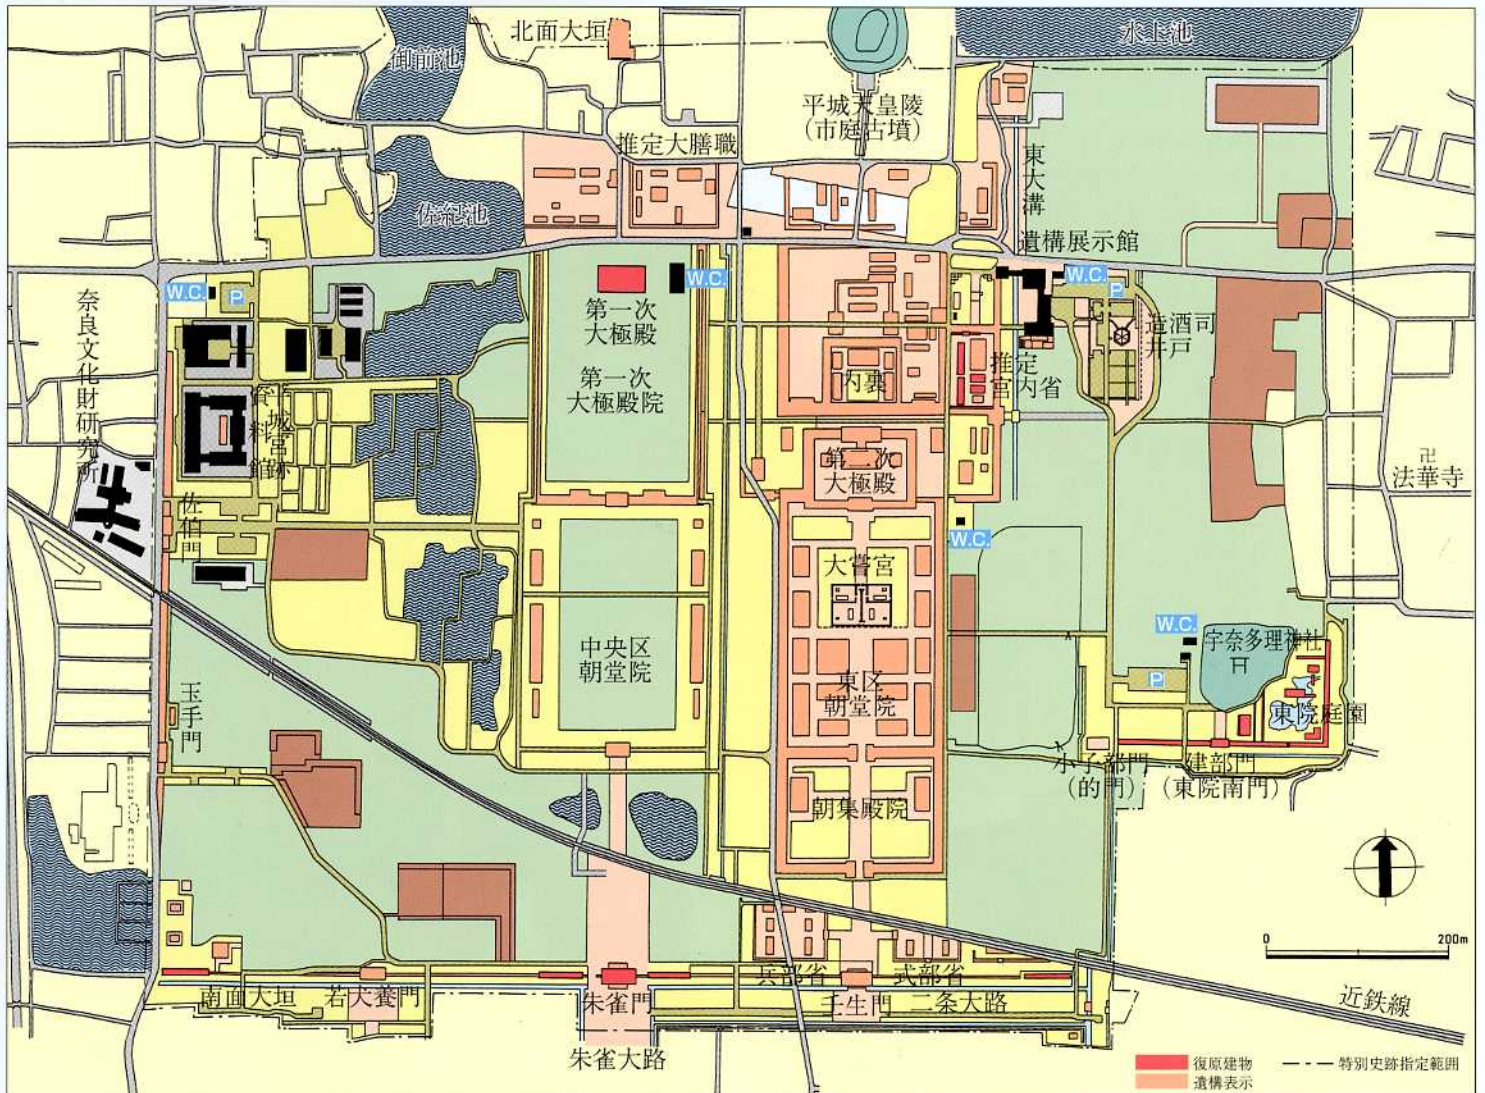 北面大垣
御前池
水上池
平城天皇陵
(市庭古墳)
推定大膳職
東大溝
佐紀池
遺構展示館
W.C.
P
W.C.
W.C.
P
奈良文化財研究所
第一次
大極殿
造酒司
井戸
推定
宮内省
内裏
第一次
大極殿院
平城宮跡
資料館
第二次
大極殿
卍
法華寺
佐伯門
W.C.
大嘗宮
W.C.
宇奈多理神社
中央区
朝堂院
東区
朝堂院
P
玉手門
東院庭園
小子部門
(的門)
建部門
(東院南門)
朝集殿院
0
200m
兵部省
式部省
南面大垣
若犬養門
朱雀門
壬生門
二条大路
近鉄線
朱雀大路
復原建物
特別史跡指定範囲
遺構表示